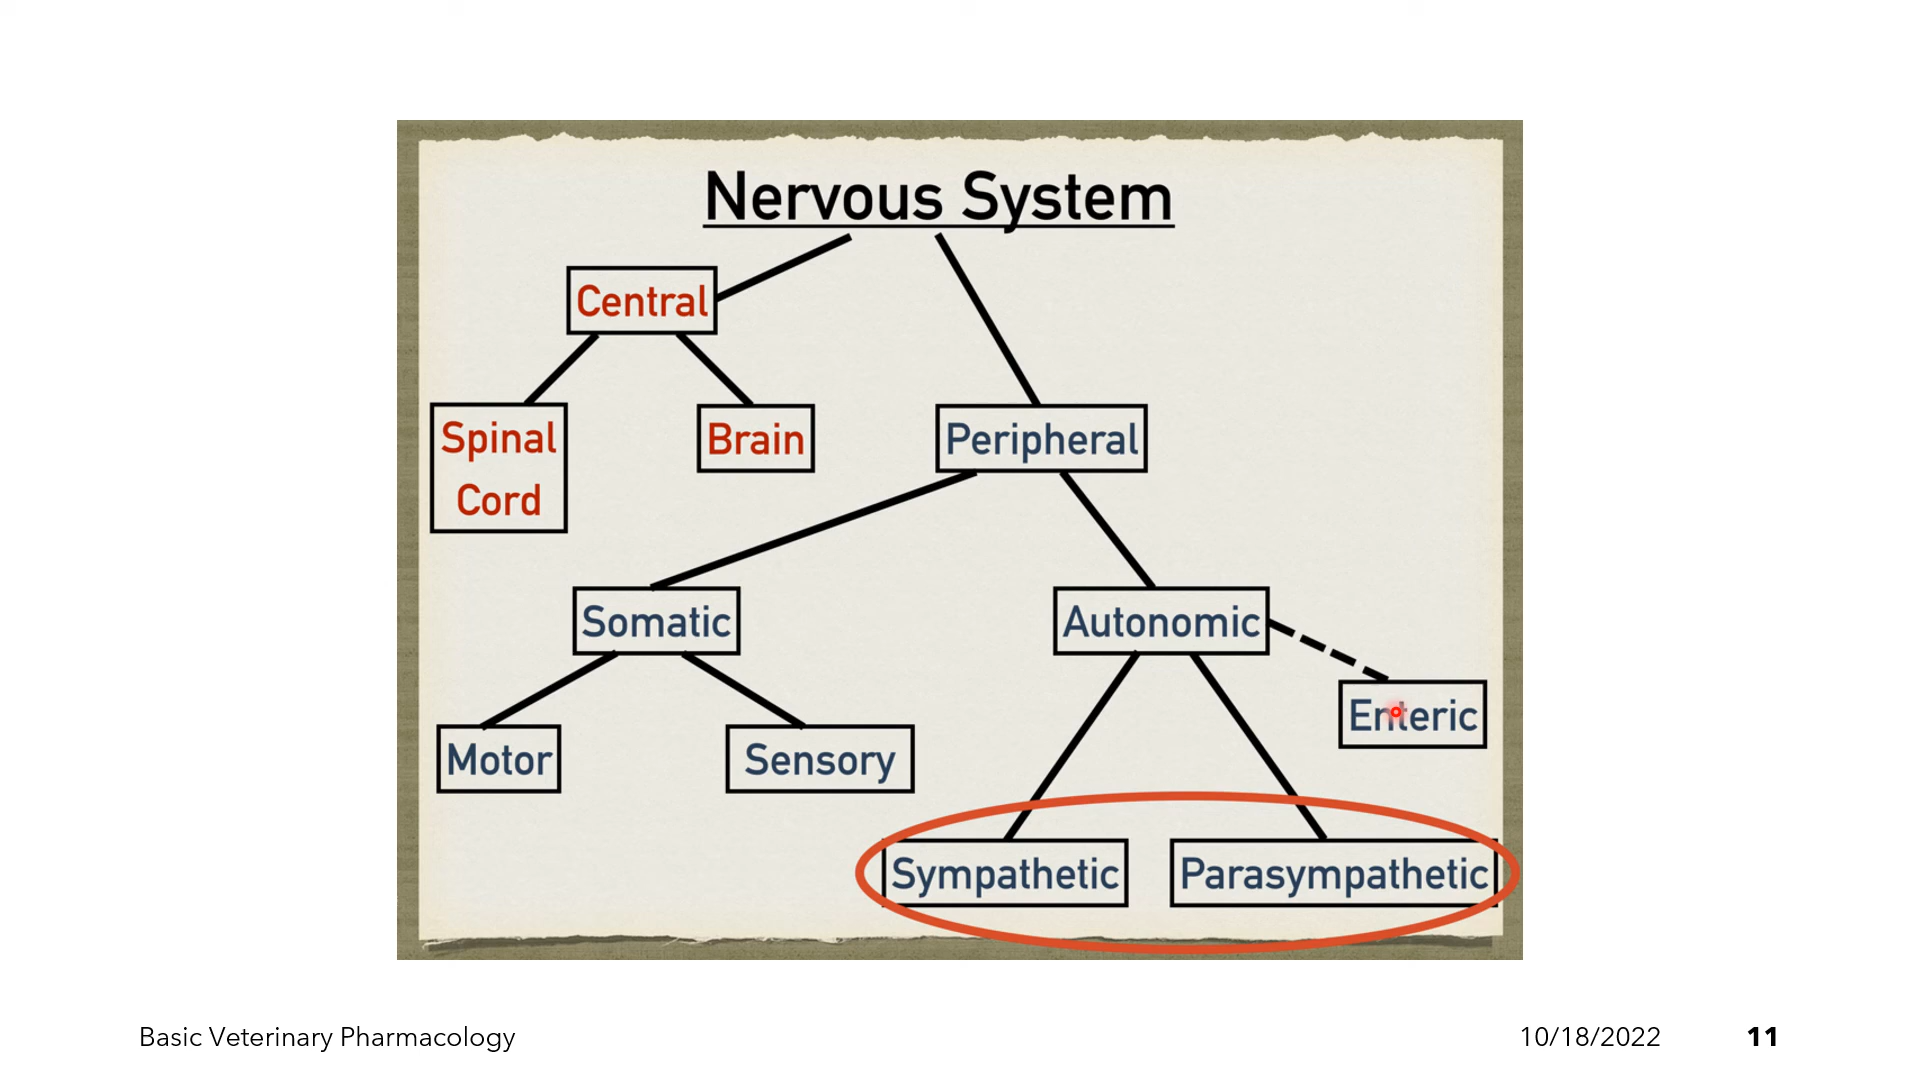 Nervous System
Central
Spinal
Cord
Brain
Peripheral
Somatic
Autonomic
Enteric
Motor
Sensory
Sympathetic
Parasympathetic
Basic Veterinary Pharmacology
10/18/2022
11